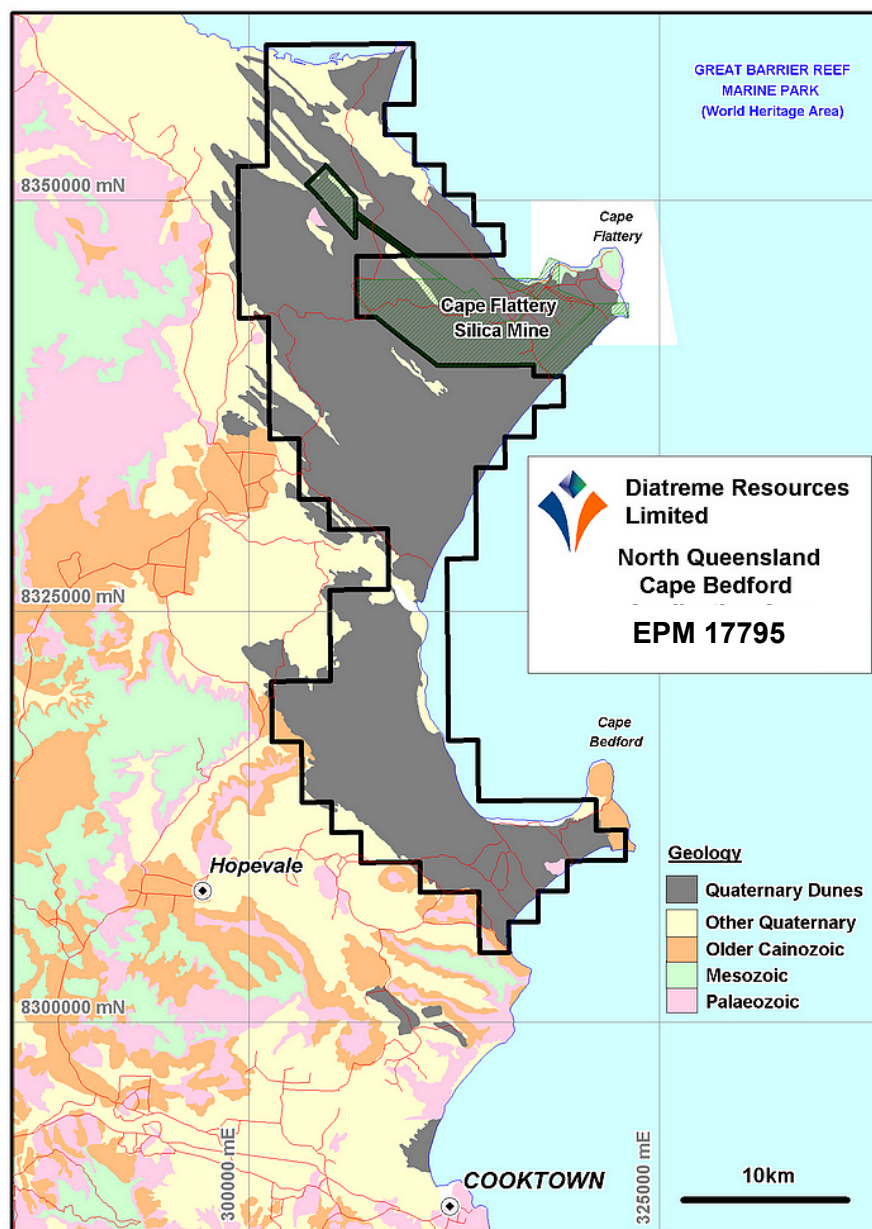 GREAT BARRIER REEF
MARINE PARK
(World Heritage Area)
8350000 mN
Cape
Flattery
Cape Flattery
Silica Mine
Diatreme Resources
Limited
North Queensland
Cape Bedford
EPM 17795
8325000 mN
Cape
Bedford
Geology
Quaternary Dunes
Other Quaternary
Older Cainozoic
Mesozoic
Palaeozoic
Hopevale
8300000 mN
300000 mE
325000 mE
COOKTOWN
10km